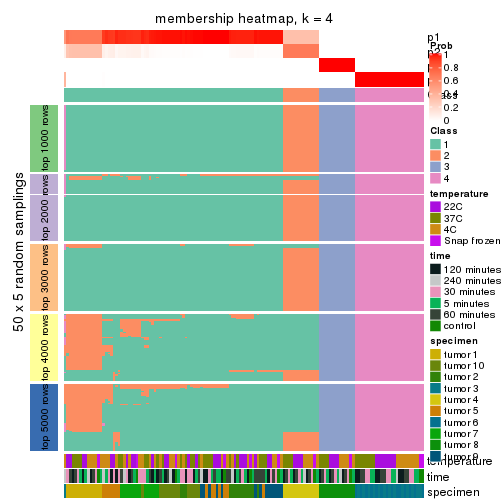 membership heatmap, k = 4
p1
p2
Prob
1
0.8
0.6
0.4
0.2
0
Class
1
2
3
4
temperature
22C
37C
4C
Snap frozen
time
120 minutes
240 minutes
30 minutes
5 minutes
60 minutes
control
specimen
tumor 1
tumor 10
tumor 2
tumor 3
tumor 4
tumor 5
tumor 6
tumor 7
tumor 8
tumor 9
50 x 5 random samplings
top 1000 rows
top 2000 rows
top 3000 rows
top 4000 rows
top 5000 rows
temperature
time
specimen